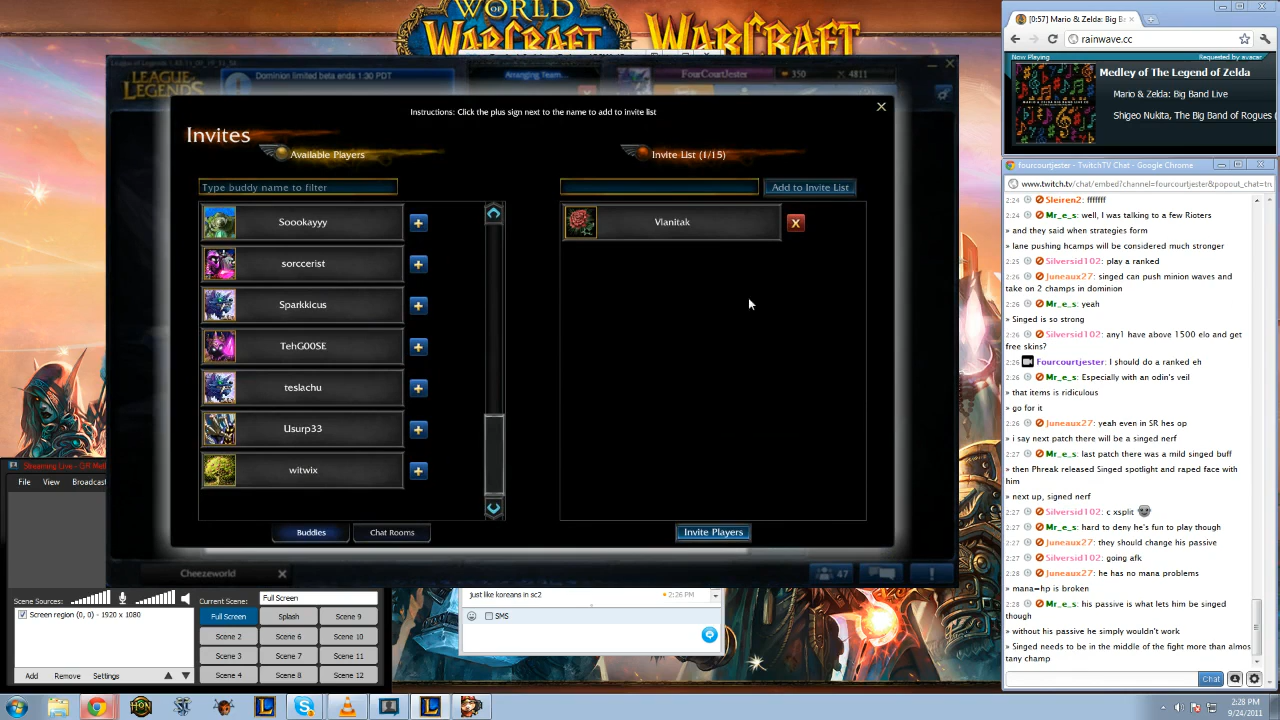 WORLD OF WARCRAFT
WARCRAFT
LEAGUE of LEGENDS
Dominion limited beta ends 1:30 PDT
Arranging Team...
FourCourtJester
350
4811
Instructions: Click the plus sign next to the name to add to invite list
Invites
Available Players
Invite List (1/15)
Type buddy name to filter
Add to Invite List
Soookayyy
sorccerist
Sparkkicus
TehG00SE
teslachu
Usurp33
witwix
Vlanitak
Buddies
Chat Rooms
Invite Players
Cheezeworld
47
Streaming Live - G/R Mel
File
View
Broadcas
Scene Sources:
Current Scene:
Full Screen
Screen region (0, 0) - 1920 x 1080
Full Screen
Splash
Scene 9
Scene 2
Scene 6
Scene 10
Scene 3
Scene 7
Scene 11
Scene 4
Scene 8
Scene 12
Add
Remove
Settings
just like koreans in sc2
2:26 PM
SMS
[0:57] Mario & Zelda: Big B
rainwave.cc
Now Playing
Requested by avacar
Medley of The Legend of Zelda
Mario & Zelda: Big Band Live
Shigeo Nukita, The Big Band of Rogues (
fourcourtjester - TwitchTV Chat - Google Chrome
www.twitch.tv/chat/embed?channel=fourcourtjester&popout_chat=tr
2:24 Sleiren2: fffffff
2:24 Mr_e_s: well, I was talking to a few Rioters
» and they said when strategies form
» lane pushing hcamps will be considered much stronger
2:25 Silversid102: play a ranked
2:26 Juneaux27: singed can push minion waves and
take on 2 champs in dominion
2:26 Mr_e_s: yeah
» Singed is so strong
2:26 Silversid102: any1 have above 1500 elo and get
free skins?
2:26 Fourcourtjester: I should do a ranked eh
2:26 Mr_e_s: Especially with an odin's veil
» that items is ridiculous
» go for it
2:26 Juneaux27: yeah even in SR hes op
» i say next patch there will be a singed nerf
2:27 Mr_e_s: last patch there was a mild singed buff
» then Phreak released Singed spotlight and raped face with
him
» next up, signed nerf
2:27 Silversid102: c xsplit
2:27 Mr_e_s: hard to deny he's fun to play though
2:27 Juneaux27: they should change his passive
2:27 Silversid102: going afk
2:28 Juneaux27: he has no mana problems
» mana=hp is broken
2:28 Mr_e_s: his passive is what lets him be singed
though
» without his passive he simply wouldn't work
» Singed needs to be in the middle of the fight more than almos
tany champ
Chat
HON
2:28 PM
9/24/2011